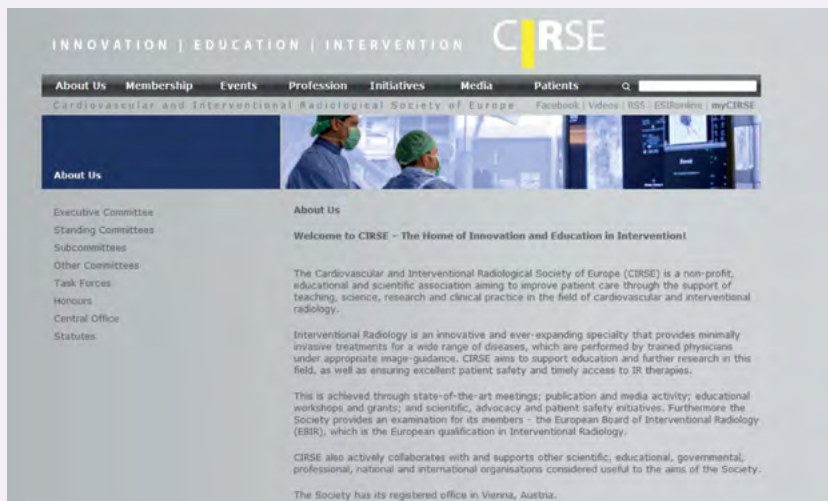 INNOVATION | EDUCATION | INTERVENTION
CIRSE
About Us Membership Events Profession Initiatives Media Patients
Cardiovascular and Interventional Radiological Society of Europe Facebook | Videos | RSS | ESIRonline | myCIRSE
About Us
Executive Committee
Standing Committees
Subcommittees
Other Committees
Task Forces
Honours
Central Office
Statutes
About Us
Welcome to CIRSE – The Home of Innovation and Education in Intervention!
The Cardiovascular and Interventional Radiological Society of Europe (CIRSE) is a non-profit,
educational and scientific association aiming to improve patient care through the support of
teaching, science, research and clinical practice in the field of cardiovascular and interventional
radiology.
Interventional Radiology is an innovative and ever-expanding specialty that provides minimally
invasive treatments for a wide range of diseases, which are performed by trained physicians
under appropriate image-guidance. CIRSE aims to support education and further research in this
field, as well as ensuring excellent patient safety and timely access to IR therapies.
This is achieved through state-of-the-art meetings; publication and media activity; educational
workshops and grants; and scientific, advocacy and patient safety initiatives. Furthermore the
Society provides an examination for its members - the European Board of Interventional Radiology
(EBIR), which is the European qualification in Interventional Radiology.
CIRSE also actively collaborates with and supports other scientific, educational, governmental,
professional, national and international organisations considered useful to the aims of the Society.
The Society has its registered office in Vienna, Austria.